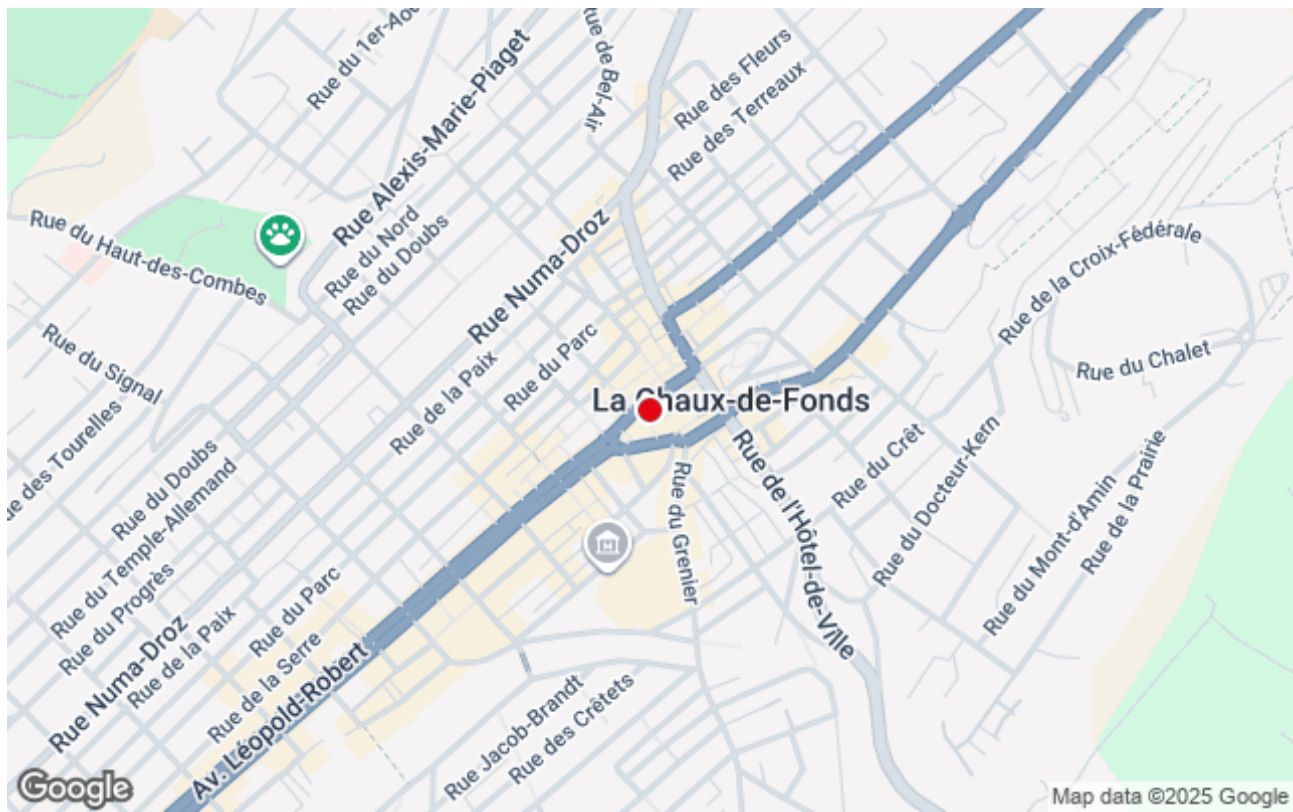 Rue du 1er-Aoû
Rue Alexis-Marie-Piaget
Rue de Bel-Air
Rue des Fleurs
Rue des Terreaux
Rue du Haut-des-Combes
Rue du Nord
Rue du Doubs
Rue Numa-Droz
Rue de la Croix-Fédérale
Rue du Signal
Rue de la Paix
Rue du Parc
Rue du Chalet
La Chaux-de-Fonds
Rue des Tourelles
Rue du Doubs
Rue du Temple-Allemand
Rue du Progrès
Rue Numa-Droz
Rue de la Paix
Rue du Parc
Rue de la Serre
Av. Léopold-Robert
Rue du Grenier
Rue de l'Hôtel-de-Ville
Rue du Crêt
Rue du Docteur-Kern
Rue du Mont-d'Amin
Rue de la Prairie
Rue Jacob-Brandt
Rue des Crêtets
Google
Map data ©2025 Google